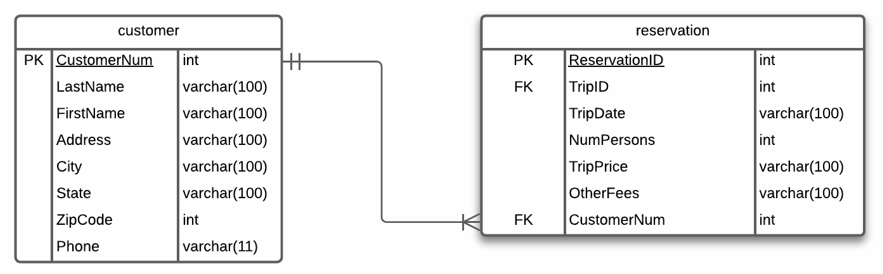 customer
PK CustomerNum int
LastName varchar(100)
FirstName varchar(100)
Address varchar(100)
City varchar(100)
State varchar(100)
ZipCode int
Phone varchar(11)
reservation
PK ReservationID int
FK TripID int
TripDate varchar(100)
NumPersons int
TripPrice varchar(100)
OtherFees varchar(100)
FK CustomerNum int